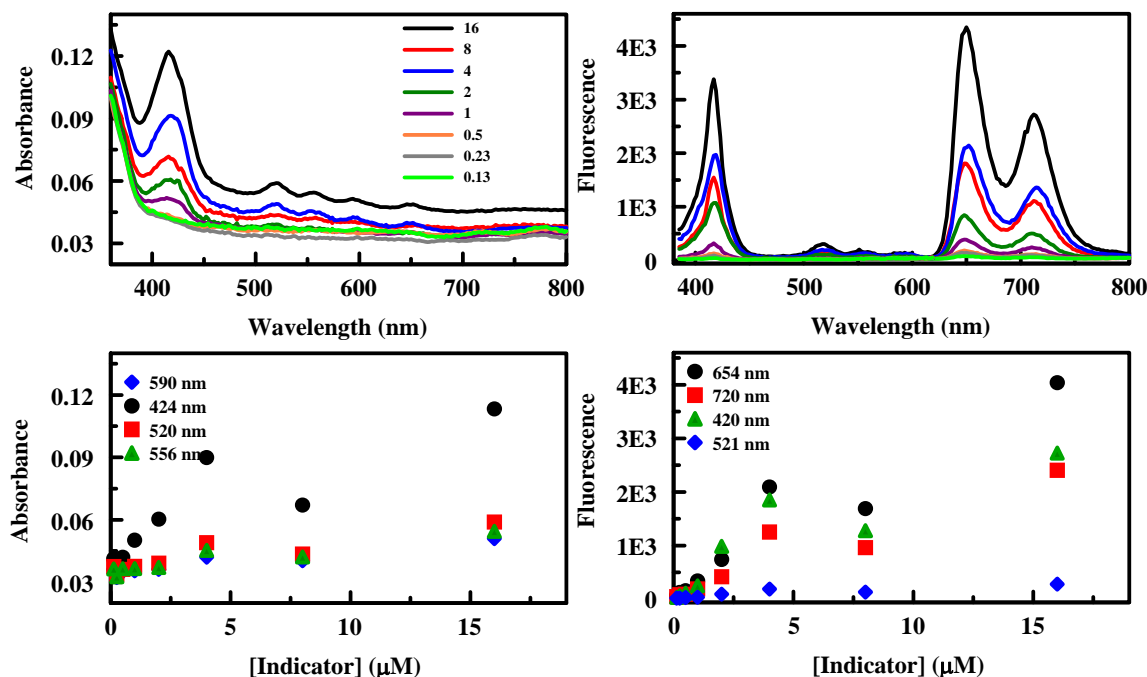 0.12
0.09
0.06
0.03
Absorbance
16
8
4
2
1
0.5
0.23
0.13
400 500 600 700 800
Wavelength (nm)
4E3
3E3
2E3
1E3
0
Fluorescence
400 500 600 700 800
Wavelength (nm)
0.12
0.09
0.06
0.03
Absorbance
590 nm
424 nm
520 nm
556 nm
0 5 10 15
[Indicator] (μM)
4E3
3E3
2E3
1E3
0
Fluorescence
654 nm
720 nm
420 nm
521 nm
0 5 10 15
[Indicator] (μM)